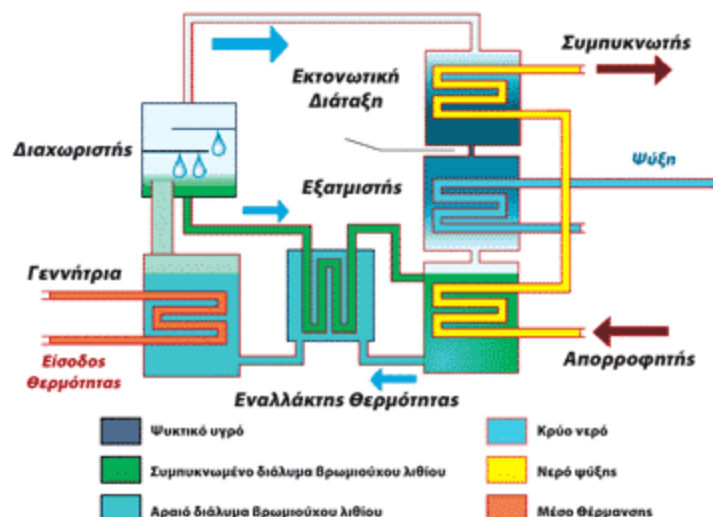 Συμπυκνωτής
Εκτονωτική
Διάταξη
Διαχωριστής
Ψύξη
Εξατμιστής
Γεννήτρια
Είσοδος
Θερμότητας
Απορροφητής
Εναλλάκτης Θερμότητας
Ψυκτικό υγρό
Κρύο νερό
Συμπυκνωμένο διάλυμα βρωμιούχου λιθίου
Νερό ψύξης
Αραιό διάλυμα βρωμιούχου λιθίου
Μέσο θέρμανσης